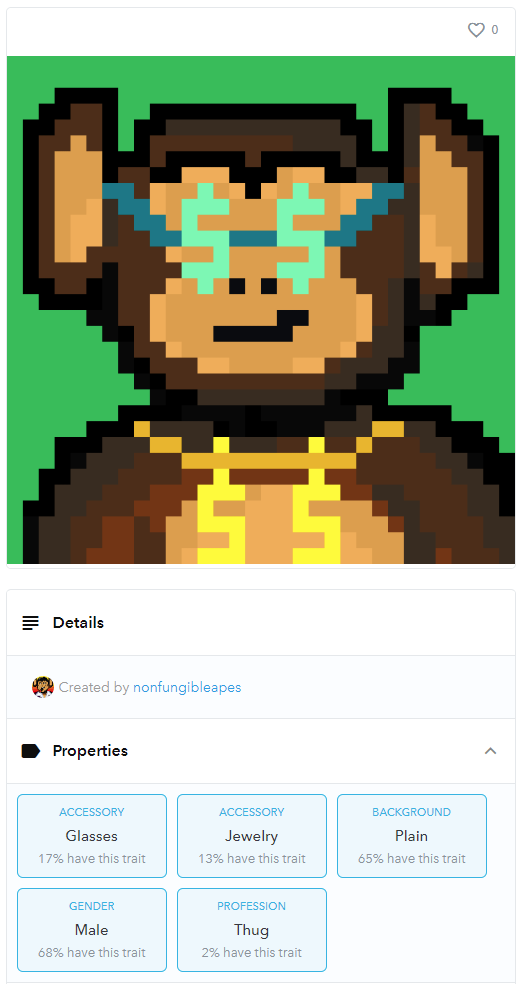 0
Details
Created by nonfungibleapes
Properties
ACCESSORY
Glasses
17% have this trait
ACCESSORY
Jewelry
13% have this trait
BACKGROUND
Plain
65% have this trait
GENDER
Male
68% have this trait
PROFESSION
Thug
2% have this trait